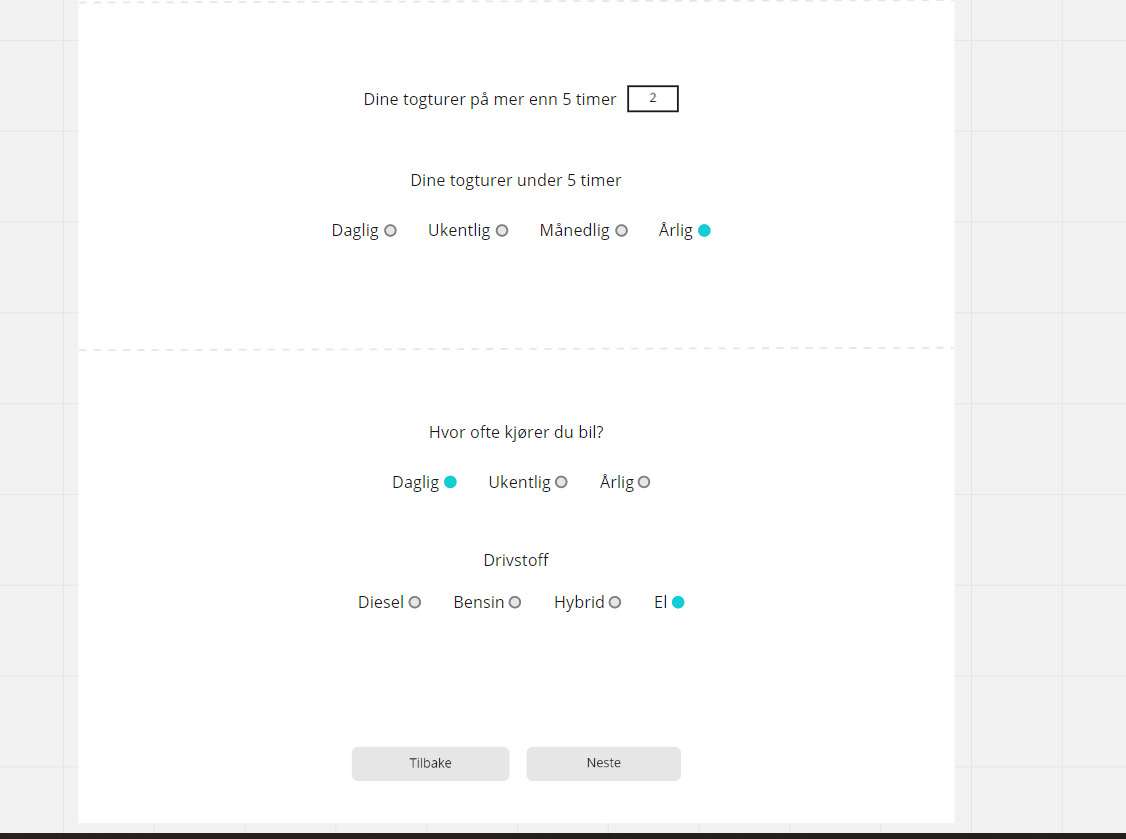 Dine togturer på mer enn 5 timer 2
Dine togturer under 5 timer
Daglig Ukentlig Månedlig Årlig
Hvor ofte kjører du bil?
Daglig Ukentlig Årlig
Drivstoff
Diesel Bensin Hybrid El
Tilbake Neste